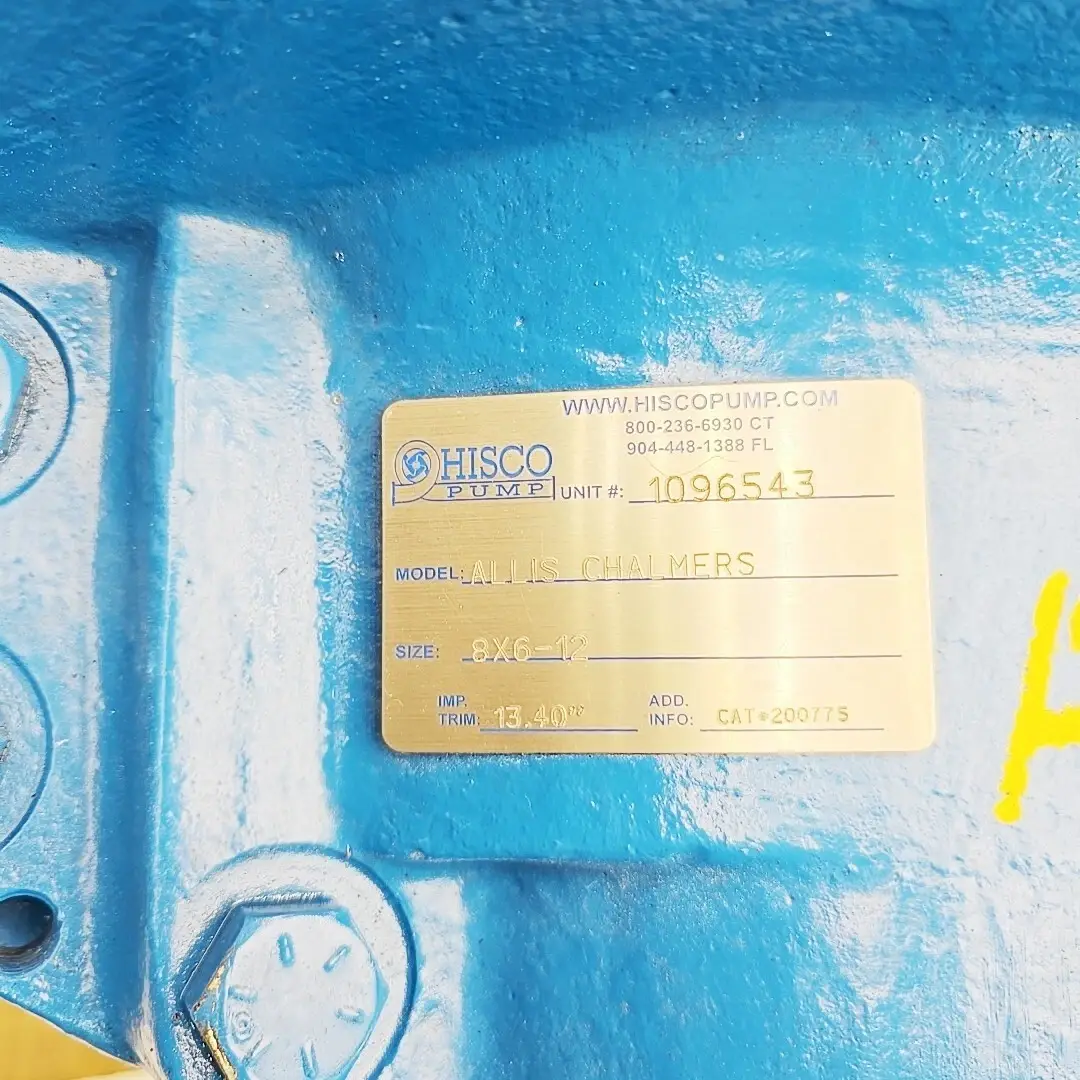 WWW.HISCOPUMP.COM
800-236-6930 CT
904-448-1388 FL
HISCO
PUMP
UNIT #: 1096543
MODEL: ALLIS CHALMERS
SIZE: 8X6-12
IMP.
TRIM: 13.40"
ADD.
INFO: CAT•200775